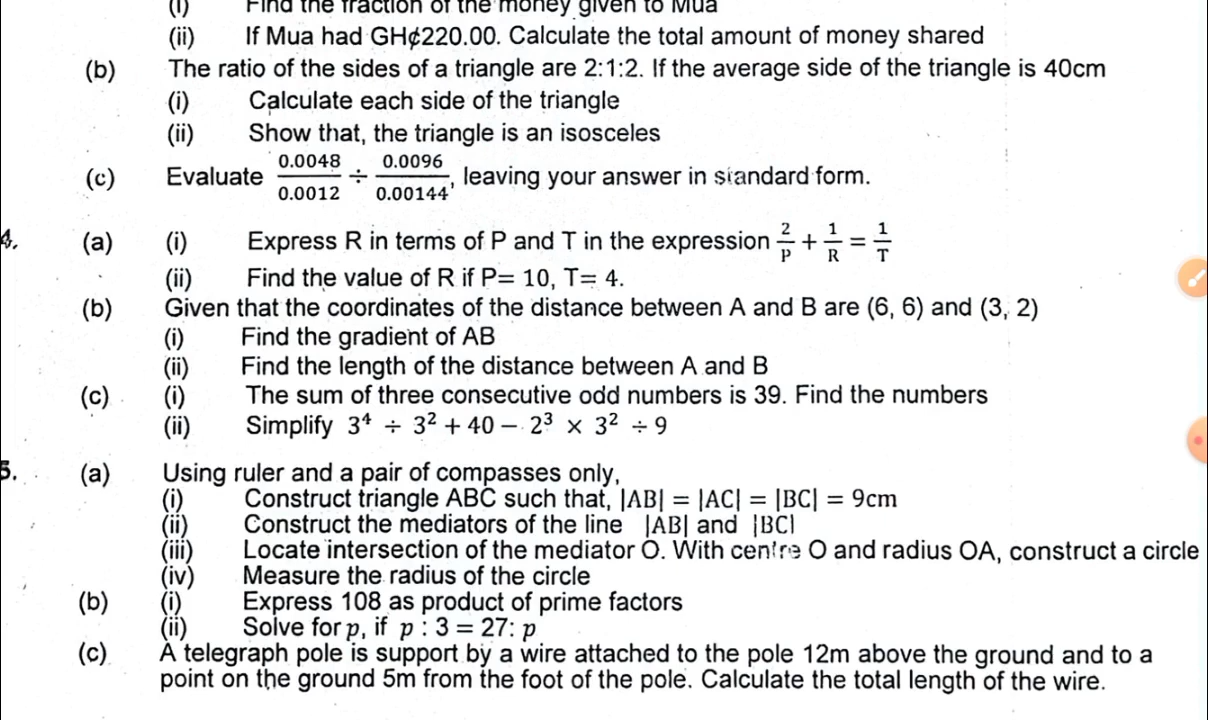 (i) Find the fraction of the money given to Mua
(ii) If Mua had GH¢220.00. Calculate the total amount of money shared
(b) The ratio of the sides of a triangle are 2:1:2. If the average side of the triangle is 40cm
(i) Calculate each side of the triangle
(ii) Show that, the triangle is an isosceles
(c) Evaluate 0.0048/0.0012 ÷ 0.0096/0.00144, leaving your answer in standard form.
4. (a) (i) Express R in terms of P and T in the expression 2/P + 1/R = 1/T
(ii) Find the value of R if P= 10, T= 4.
(b) Given that the coordinates of the distance between A and B are (6, 6) and (3, 2)
(i) Find the gradient of AB
(ii) Find the length of the distance between A and B
(c) (i) The sum of three consecutive odd numbers is 39. Find the numbers
(ii) Simplify 3⁴ ÷ 3² + 40 – 2³ × 3² ÷ 9
5. (a) Using ruler and a pair of compasses only,
(i) Construct triangle ABC such that, |AB| = |AC| = |BC| = 9cm
(ii) Construct the mediators of the line |AB| and |BC|
(iii) Locate intersection of the mediator O. With centre O and radius OA, construct a circle
(iv) Measure the radius of the circle
(b) (i) Express 108 as product of prime factors
(ii) Solve for p, if p : 3 = 27: p
(c) A telegraph pole is support by a wire attached to the pole 12m above the ground and to a
point on the ground 5m from the foot of the pole. Calculate the total length of the wire.